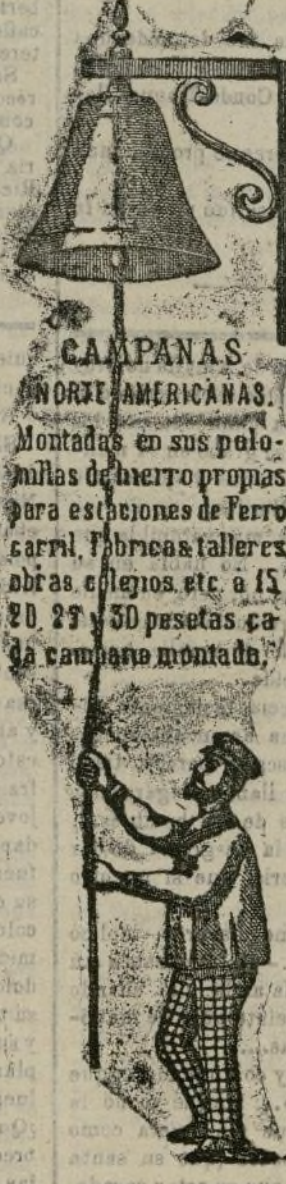 CAMPANAS
NORTE AMERICANAS.
Montadas en sus palo-
millas de hierro propias
para estaciones de Ferro
carril, Fábricas talleres
obras, colegios, etc. a 15
20, 25 y 30 pesetas ca-
da campana montada.